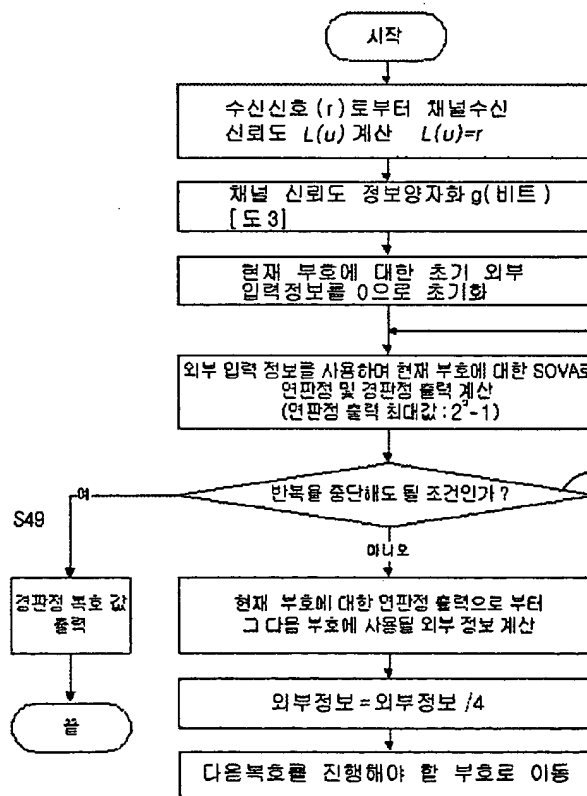 시작
수신신호(r)로부터 채널수신
신뢰도 L(u) 계산 L(u)=r
채널 신뢰도 정보양자화 g(비트)
[도3]
현재 부호에 대한 초기 외부
입력정보를 0으로 초기화
외부 입력 정보를 사용하며 현재 부호에 대한 SOVA로
연판정 및 경판정 출력 계산
(연판정 출력 최대값 : 2^g-1)
반복을 중단해도 될 조건인가?
예
S49
아니오
경판정 복호 값
출력
현재 부호에 대한 연판정 출력으로 부터
그 다음 부호에 사용될 외부 정보 계산
끝
외부정보=외부정보/4
다음복호를 진행해야 할 부호로 이동